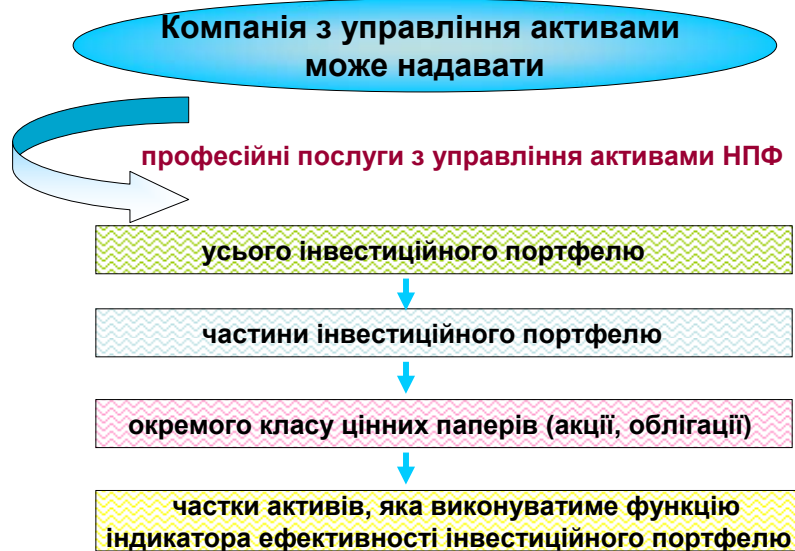 Компанія з управління активами
може надавати
професійні послуги з управління активами НПФ
усього інвестиційного портфелю
частини інвестиційного портфелю
окремого класу цінних паперів (акції, облігації)
частки активів, яка виконуватиме функцію
індикатора ефективності інвестиційного портфелю